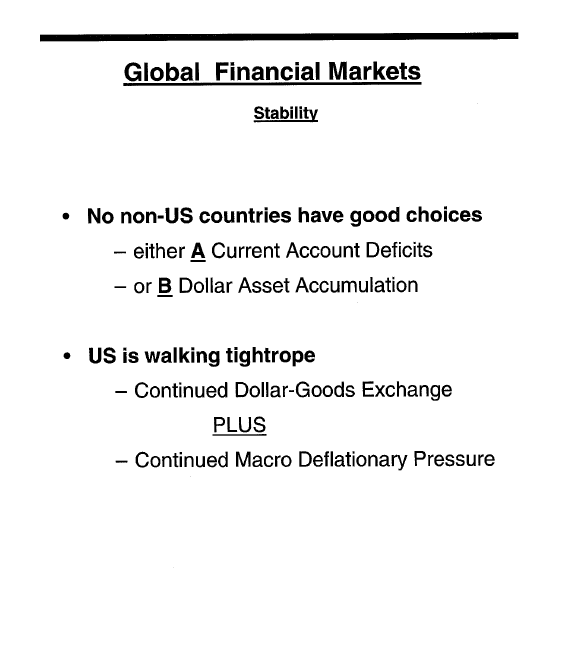 Global Financial Markets
Stability
• No non-US countries have good choices
– either A Current Account Deficits
– or B Dollar Asset Accumulation
• US is walking tightrope
– Continued Dollar-Goods Exchange
PLUS
– Continued Macro Deflationary Pressure